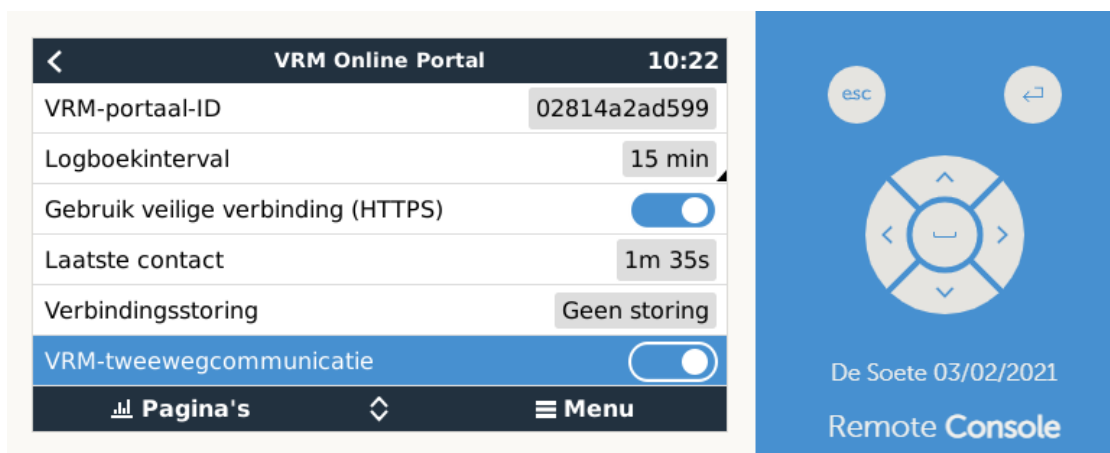 VRM Online Portal 10:22
VRM-portaal-ID 02814a2ad599
Logboekinterval 15 min
Gebruik veilige verbinding (HTTPS)
Laatste contact 1m 35s
Verbindingsstoring Geen storing
VRM-tweewegcommunicatie
Pagina's Menu
esc
De Soete 03/02/2021
Remote Console